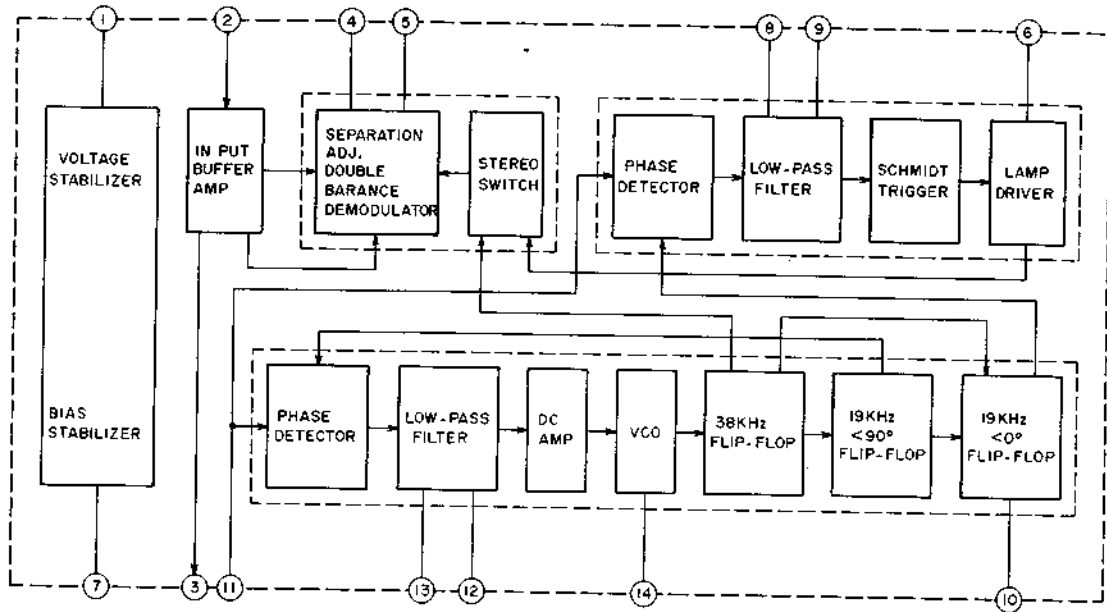 1
2
4
5
8
9
6
VOLTAGE
STABILIZER
BIAS
STABILIZER
IN PUT
BUFFER
AMP
SEPARATION
ADJ.
DOUBLE
BARANCE
DEMODULATOR
STEREO
SWITCH
PHASE
DETECTOR
LOW-PASS
FILTER
SCHMIDT
TRIGGER
LAMP
DRIVER
PHASE
DETECTOR
LOW-PASS
FILTER
DC
AMP
VCO
38KHz
FLIP-FLOP
19KHz
<90°
FLIP-FLOP
19KHz
<0°
FLIP-FLOP
7
3
11
13
12
14
10